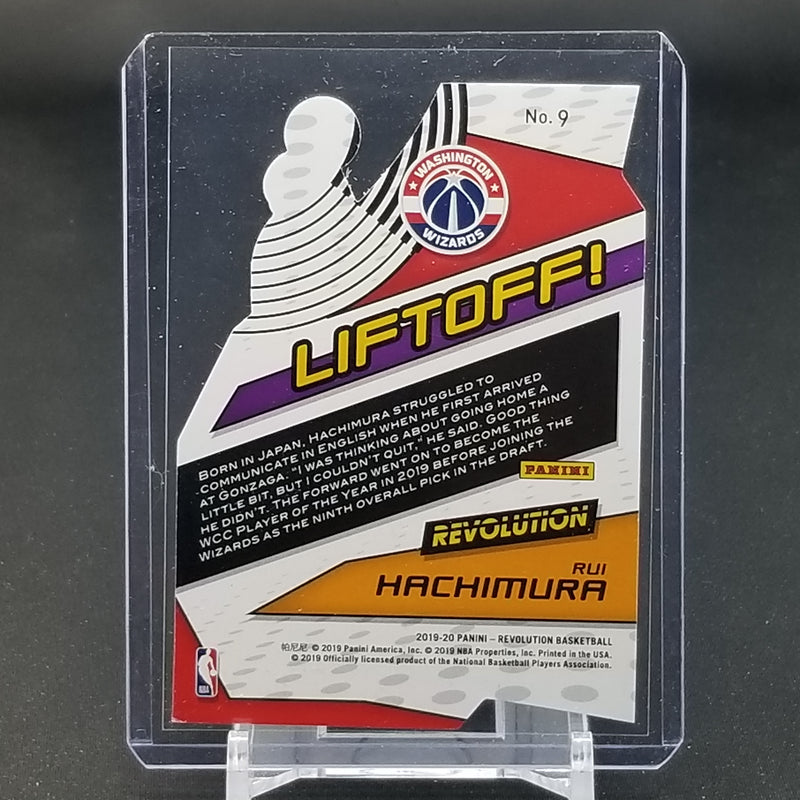 No. 9
WASHINGTON
WIZARDS
LIFTOFF!
BORN IN JAPAN, HACHIMURA STRUGGLED TO
COMMUNICATE IN ENGLISH WHEN HE FIRST ARRIVED
AT GONZAGA. "I WAS THINKING ABOUT GOING HOME A
LITTLE BIT, BUT I COULDN'T QUIT," HE SAID. GOOD THING
HE DIDN'T. THE FORWARD WENT ON TO BECOME THE
WCC PLAYER OF THE YEAR IN 2019 BEFORE JOINING THE
WIZARDS AS THE NINTH OVERALL PICK IN THE DRAFT.
PANINI
REVOLUTION
RUI
HACHIMURA
2019-20 PANINI – REVOLUTION BASKETBALL
帕尼尼 © 2019 Panini America, Inc. © 2019 NBA Properties, Inc. Printed in the USA.
© 2019 Officially licensed product of the National Basketball Players Association.
NBA